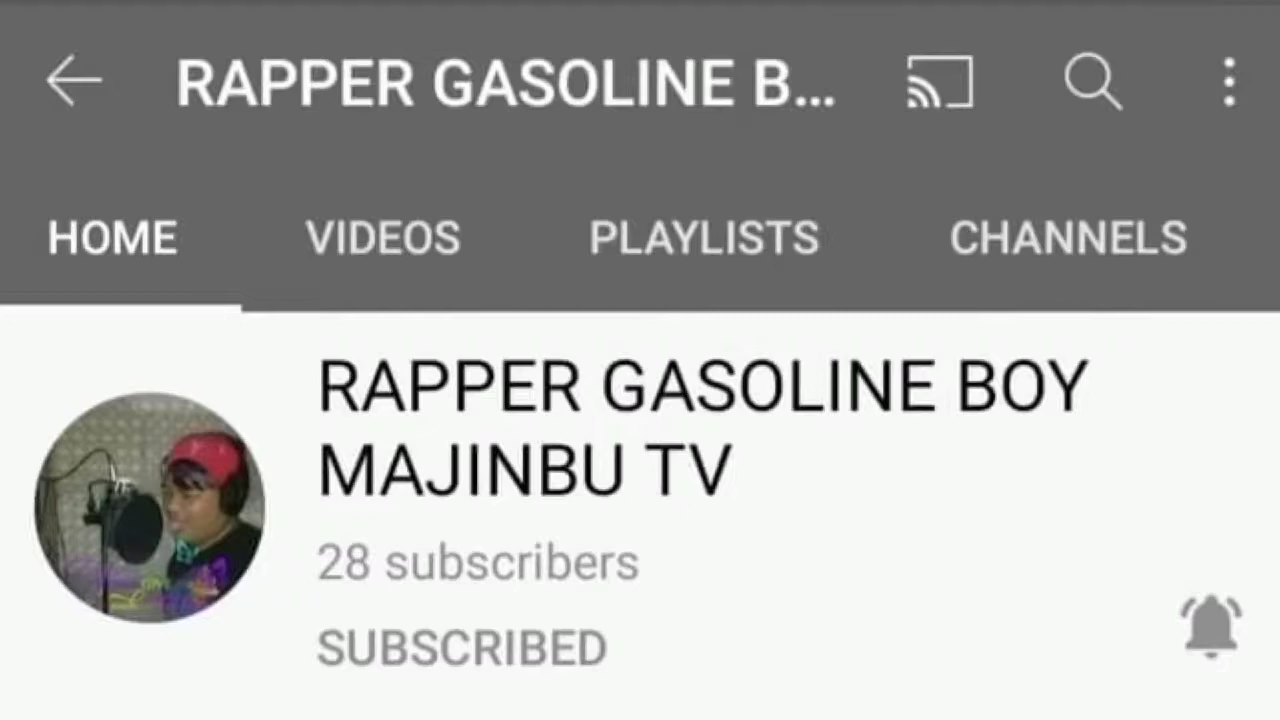 RAPPER GASOLINE B...
HOME VIDEOS PLAYLISTS CHANNELS
RAPPER GASOLINE BOY
MAJINBU TV
28 subscribers
SUBSCRIBED